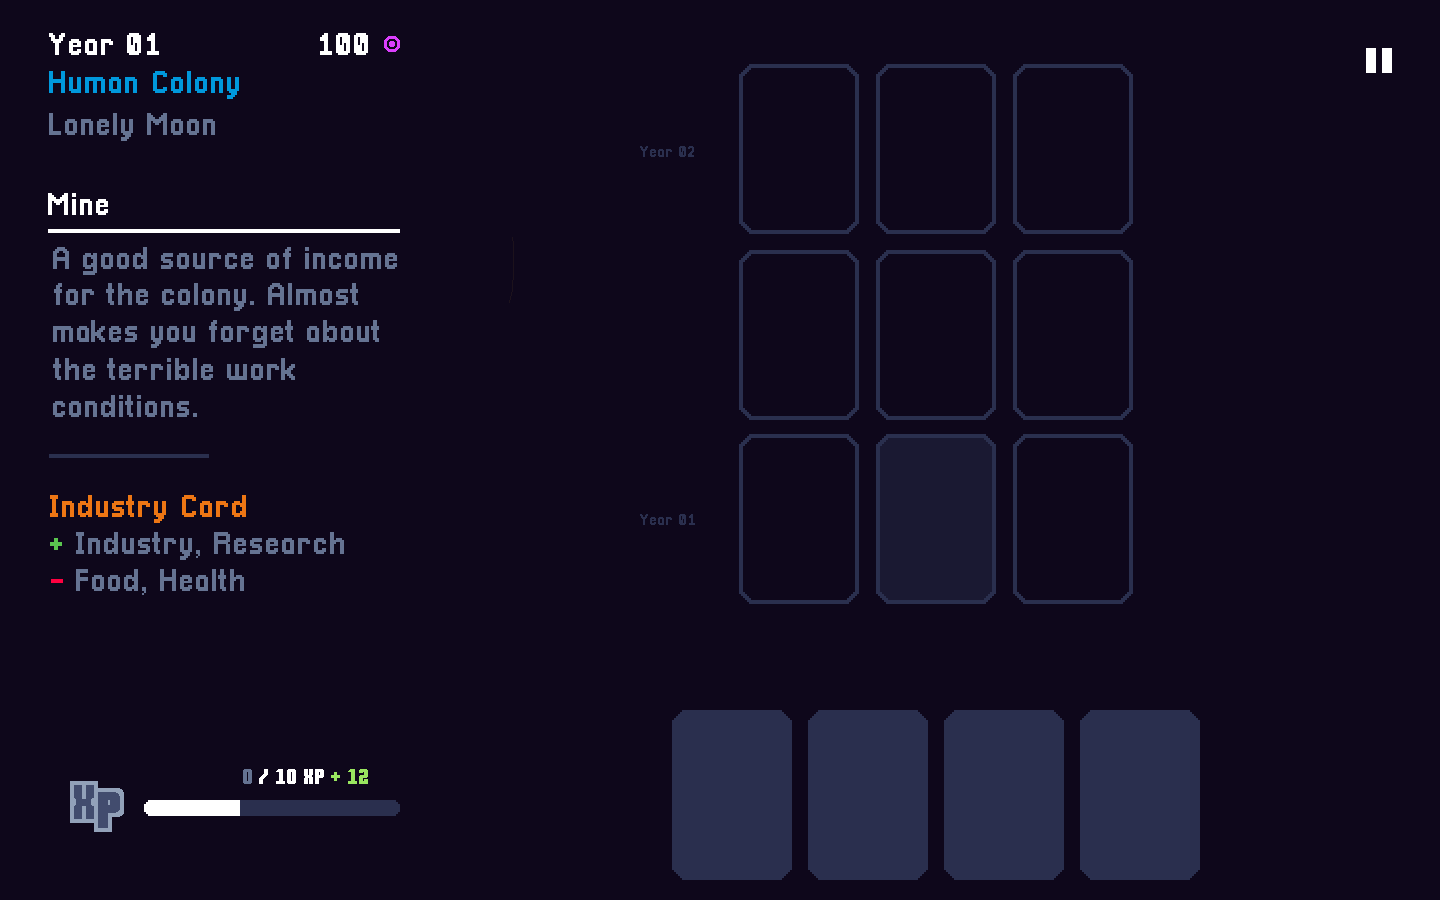 Year 01
100
Human Colony
Lonely Moon
Mine
A good source of income
for the colony. Almost
makes you forget about
the terrible work
conditions.
Industry Card
+ Industry, Research
- Food, Health
0 / 10 XP + 12
XP
Year 02
Year 01